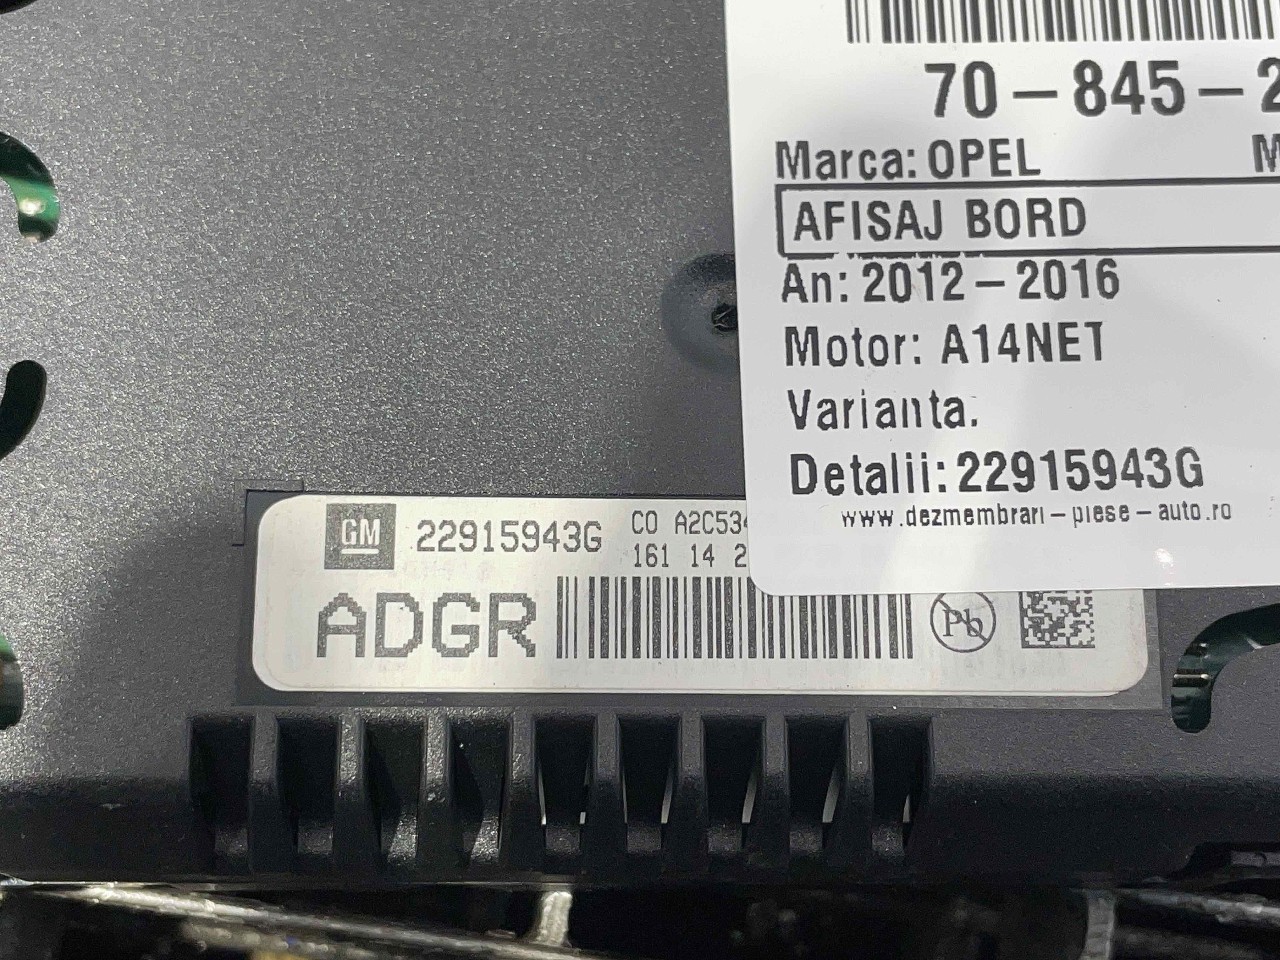 70-845-2
Marca: OPEL M
AFISAJ BORD
An: 2012-2016
Motor: A14NET
Varianta.
Detalii: 22915943G
www.dezmembrari-piese-auto.ro
GM 22915943G CO A2C534
161 14 2
ADGR
Pb